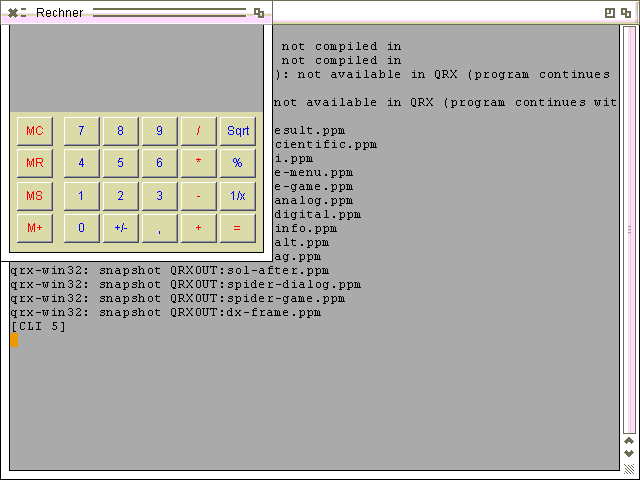 Rechner
MC 7 8 9 / Sqrt
MR 4 5 6 * %
MS 1 2 3 - 1/x
M+ 0 +/- , + =
not compiled in
not compiled in
): not available in QRX (program continues
not available in QRX (program continues wit
esult.ppm
cientific.ppm
i.ppm
e-menu.ppm
e-game.ppm
analog.ppm
digital.ppm
info.ppm
alt.ppm
ag.ppm
qrx-win32: snapshot QRXOUT:sol-after.ppm
qrx-win32: snapshot QRXOUT:spider-dialog.ppm
qrx-win32: snapshot QRXOUT:spider-game.ppm
qrx-win32: snapshot QRXOUT:dx-frame.ppm
[CLI 5]